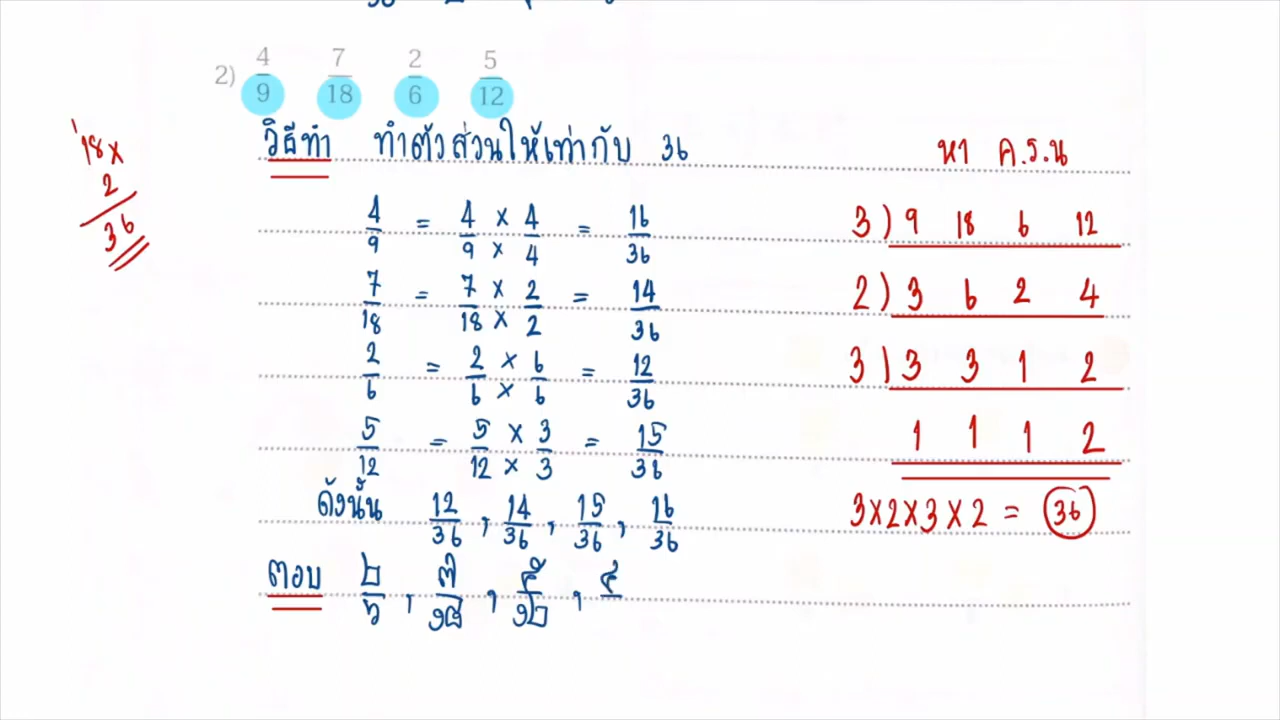 2) 4/9 7/18 2/6 5/12
วิธีทำ ทำตัวส่วนให้เท่ากับ 36
18 x
2
36
หา ค.ร.น
4/9 = 4/9 × 4/4 = 16/36
7/18 = 7/18 × 2/2 = 14/36
2/6 = 2/6 × 6/6 = 12/36
5/12 = 5/12 × 3/3 = 15/36
ดังนั้น 12/36 , 14/36 , 15/36 , 16/36
ตอบ ๒/๖ , ๗/๑๘ , ๕/๑๒ , ๔
3) 9 18 6 12
2) 3 6 2 4
3) 3 3 1 2
1 1 1 2
3×2×3×2 = 36